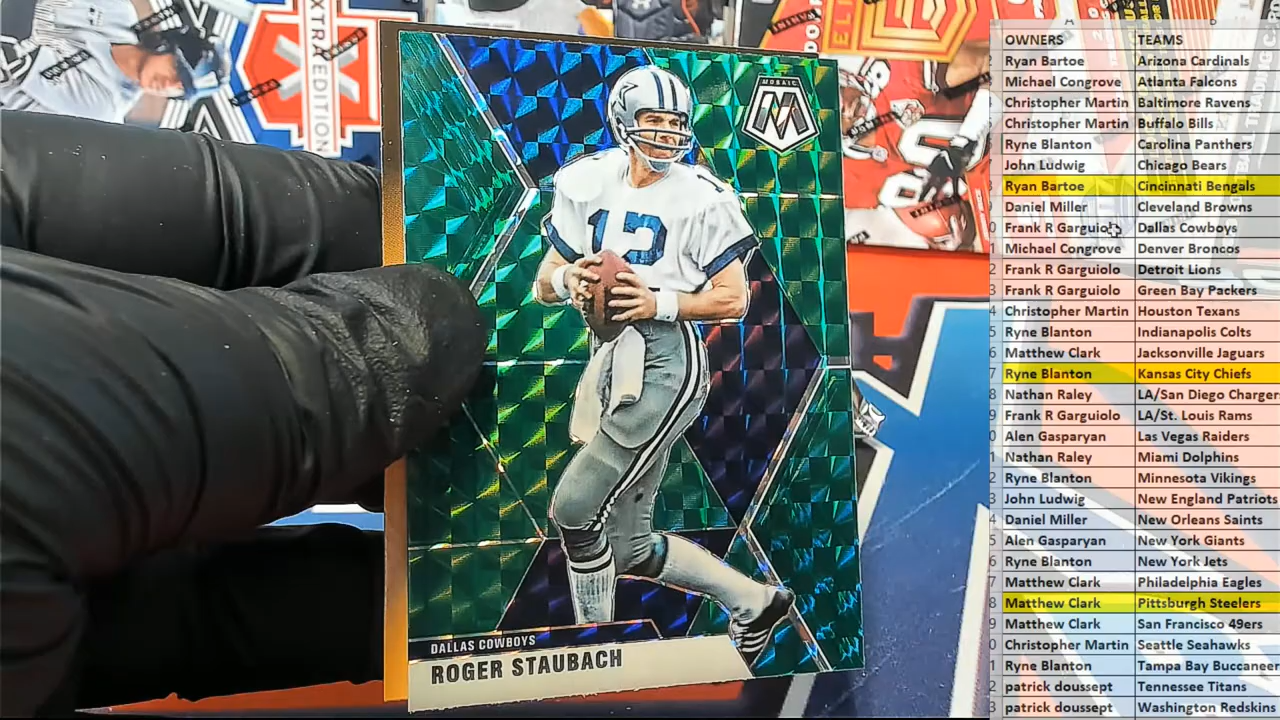 EXTRA EDITION
MOSAIC
12
DALLAS COWBOYS
ROGER STAUBACH
A
OWNERS TEAMS
Ryan Bartoe Arizona Cardinals
Michael Congrove Atlanta Falcons
Christopher Martin Baltimore Ravens
Christopher Martin Buffalo Bills
Ryne Blanton Carolina Panthers
John Ludwig Chicago Bears
Ryan Bartoe Cincinnati Bengals
Daniel Miller Cleveland Browns
Frank R Garguiolo Dallas Cowboys
Michael Congrove Denver Broncos
Frank R Garguiolo Detroit Lions
Frank R Garguiolo Green Bay Packers
Christopher Martin Houston Texans
Ryne Blanton Indianapolis Colts
Matthew Clark Jacksonville Jaguars
Ryne Blanton Kansas City Chiefs
Nathan Raley LA/San Diego Charger
Frank R Garguiolo LA/St. Louis Rams
Alen Gasparyan Las Vegas Raiders
Nathan Raley Miami Dolphins
Ryne Blanton Minnesota Vikings
John Ludwig New England Patriots
Daniel Miller New Orleans Saints
Alen Gasparyan New York Giants
Ryne Blanton New York Jets
Matthew Clark Philadelphia Eagles
Matthew Clark Pittsburgh Steelers
Matthew Clark San Francisco 49ers
Christopher Martin Seattle Seahawks
Ryne Blanton Tampa Bay Buccaneer
patrick doussept Tennessee Titans
patrick doussept Washington Redskins